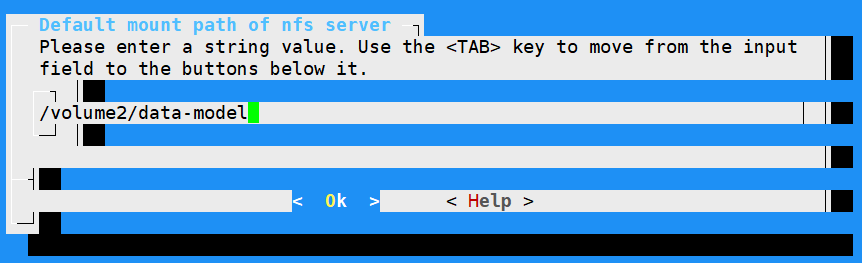 Default mount path of nfs server
Please enter a string value. Use the <TAB> key to move from the input
field to the buttons below it.
/volume2/data-model
<  Ok  > < Help >